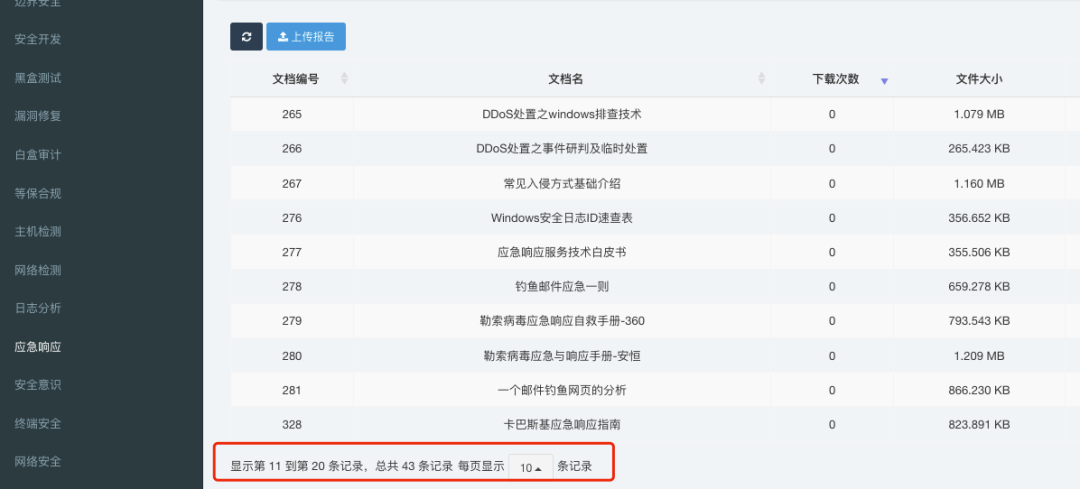 边界安全
安全开发
黑盒测试
漏洞修复
白盒审计
等保合规
主机检测
网络检测
日志分析
应急响应
安全意识
终端安全
网络安全
上传报告
文档编号 文档名 下载次数 文件大小
265 DDoS处置之windows排查技术 0 1.079 MB
266 DDoS处置之事件研判及临时处置 0 265.423 KB
267 常见入侵方式基础介绍 0 1.160 MB
276 Windows安全日志ID速查表 0 356.652 KB
277 应急响应服务技术白皮书 0 355.506 KB
278 钓鱼邮件应急一则 0 659.278 KB
279 勒索病毒应急响应自救手册-360 0 793.543 KB
280 勒索病毒应急与响应手册-安恒 0 1.209 MB
281 一个邮件钓鱼网页的分析 0 866.230 KB
328 卡巴斯基应急响应指南 0 823.891 KB
显示第 11 到第 20 条记录，总共 43 条记录 每页显示 10 条记录